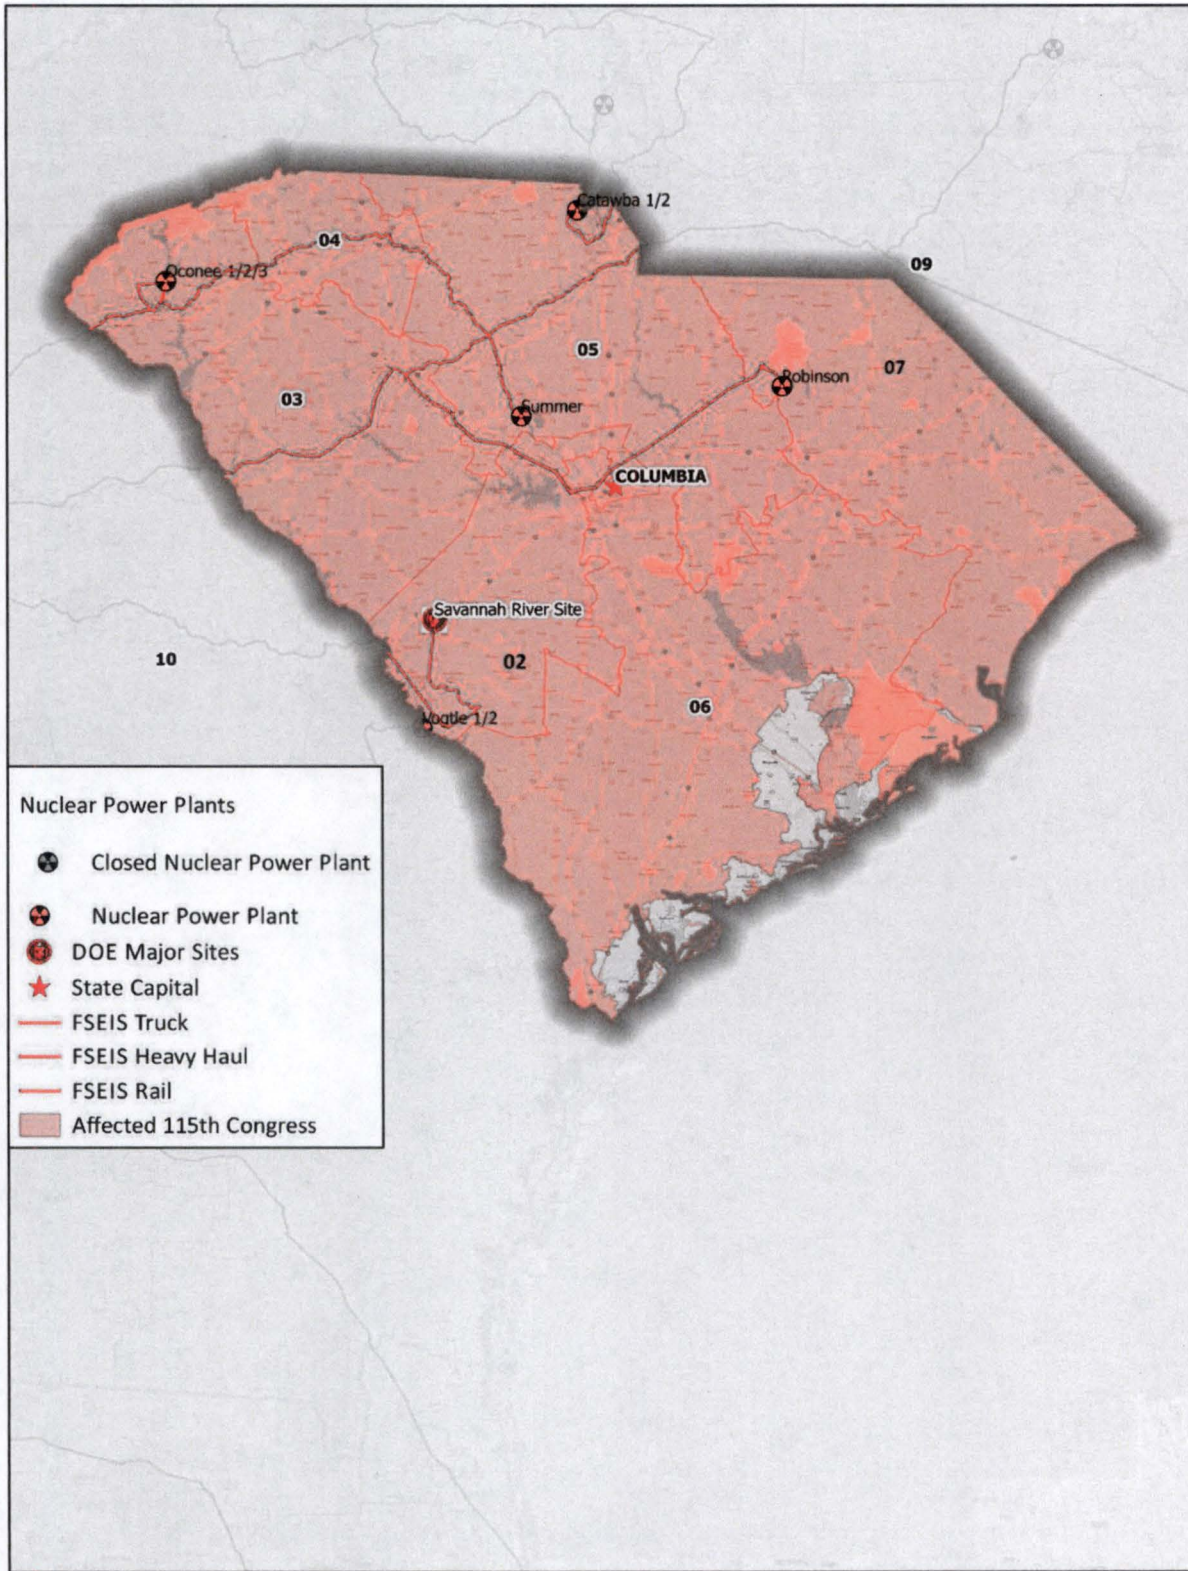 Catawba 1/2
04
09
Oconee 1/2/3
05
07
Robinson
03
Summer
COLUMBIA
Savannah River Site
10
02
06
Vogtle 1/2
Nuclear Power Plants
Closed Nuclear Power Plant
Nuclear Power Plant
DOE Major Sites
State Capital
FSEIS Truck
FSEIS Heavy Haul
FSEIS Rail
Affected 115th Congress